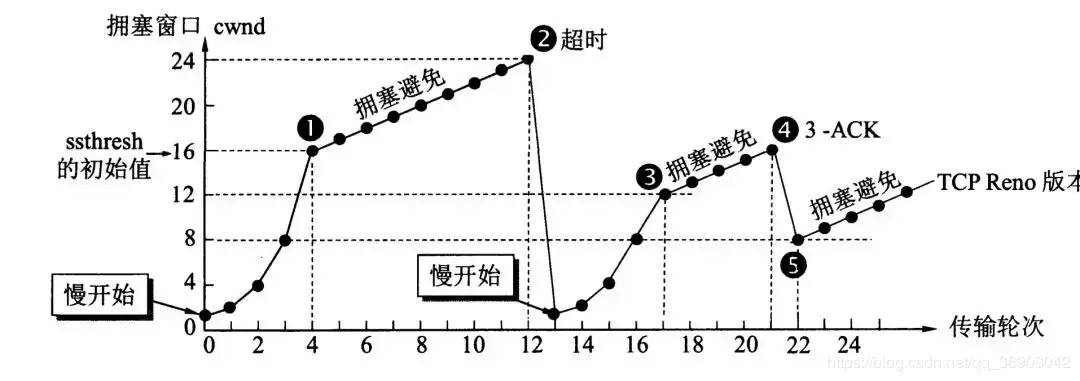 拥塞窗口 cwnd
❷超时
24
拥塞避免
20
❶
❹ 3 -ACK
ssthresh
的初始值
16
❸拥塞避免
12
拥塞避免
TCP Reno 版本
8
❺
慢开始
慢开始
4
0
0 2 4 6 8 10 12 14 16 18 20 22 24
传输轮次
https://blog.csdn.net/qq_36903042